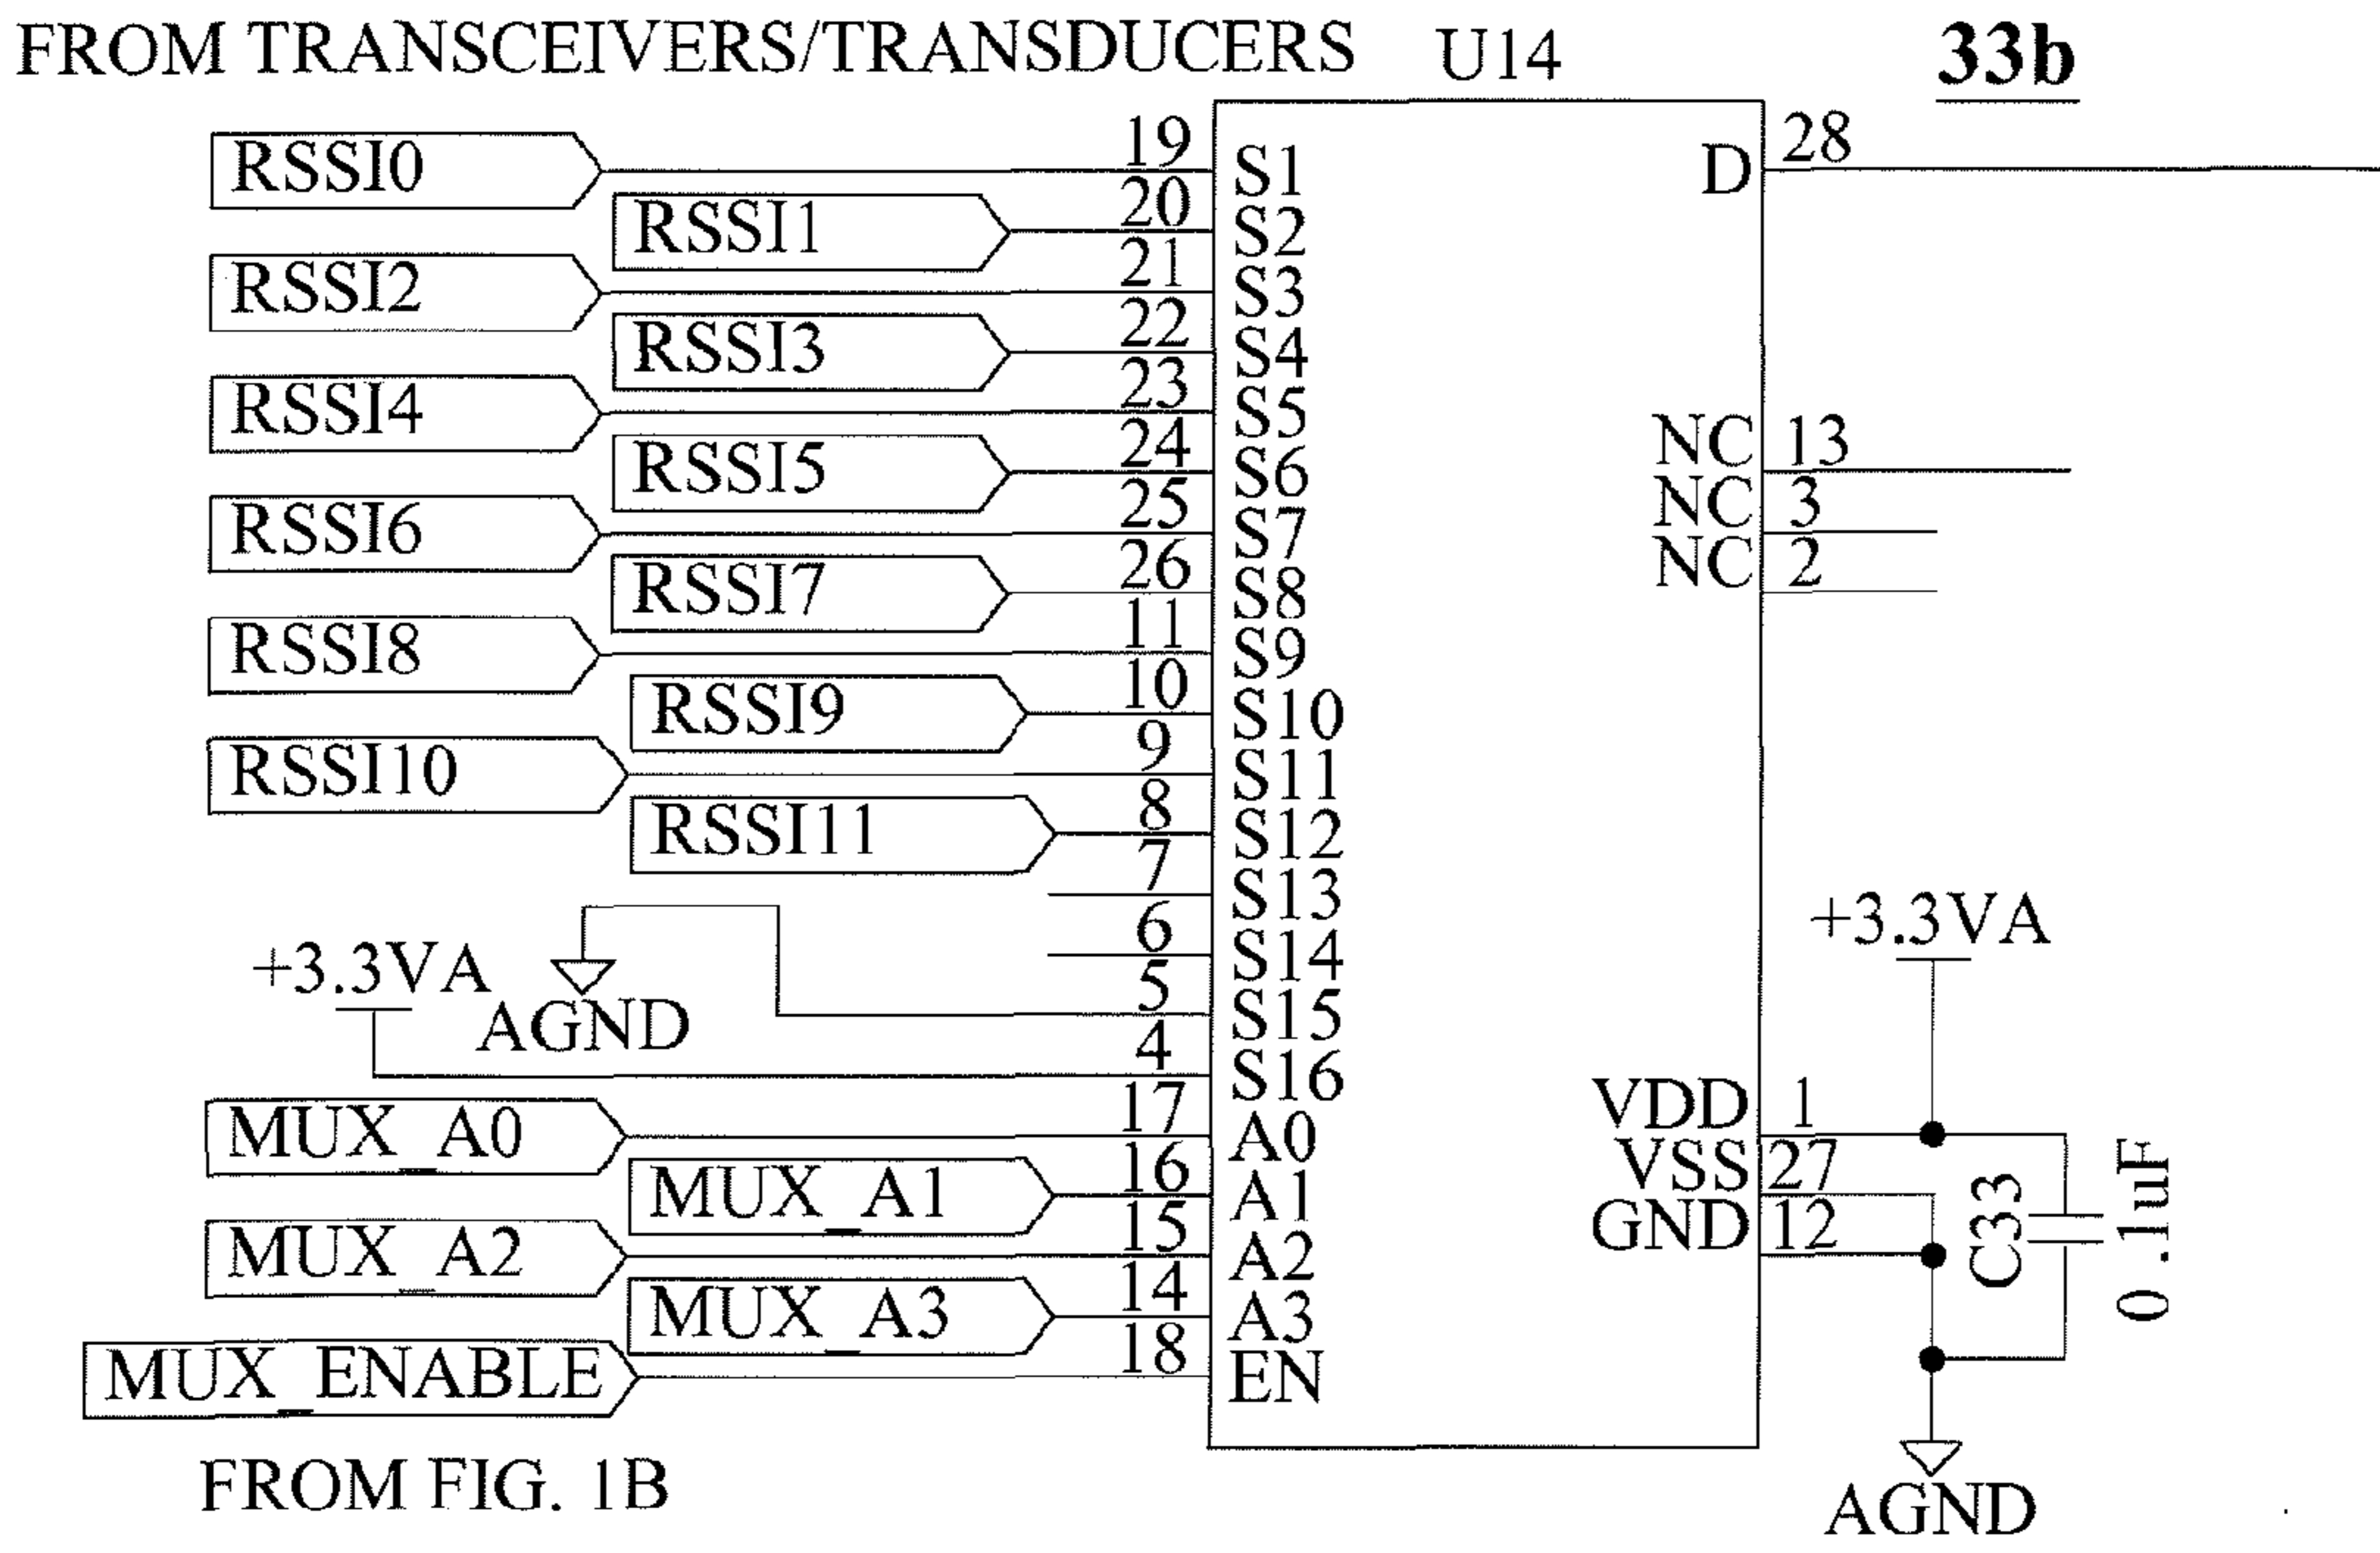 FROM TRANSCEIVERS/TRANSDUCERS U14 33b
RSSI0 19 S1 D 28
RSSI1 20 S2
RSSI2 21 S3
RSSI3 22 S4
RSSI4 23 S5 NC 13
RSSI5 24 S6 NC 3
RSSI6 25 S7 NC 2
RSSI7 26 S8
RSSI8 11 S9
RSSI9 10 S10
RSSI10 9 S11
RSSI11 8 S12
7 S13
6 S14
+3.3VA
AGND 5 S15
+3.3VA 4 S16
MUX_A0 17 A0 VDD 1
MUX_A1 16 A1 VSS 27
MUX_A2 15 A2 GND 12
C33
0.1uF
MUX_A3 14 A3
MUX_ENABLE 18 EN
FROM FIG. 1B
AGND